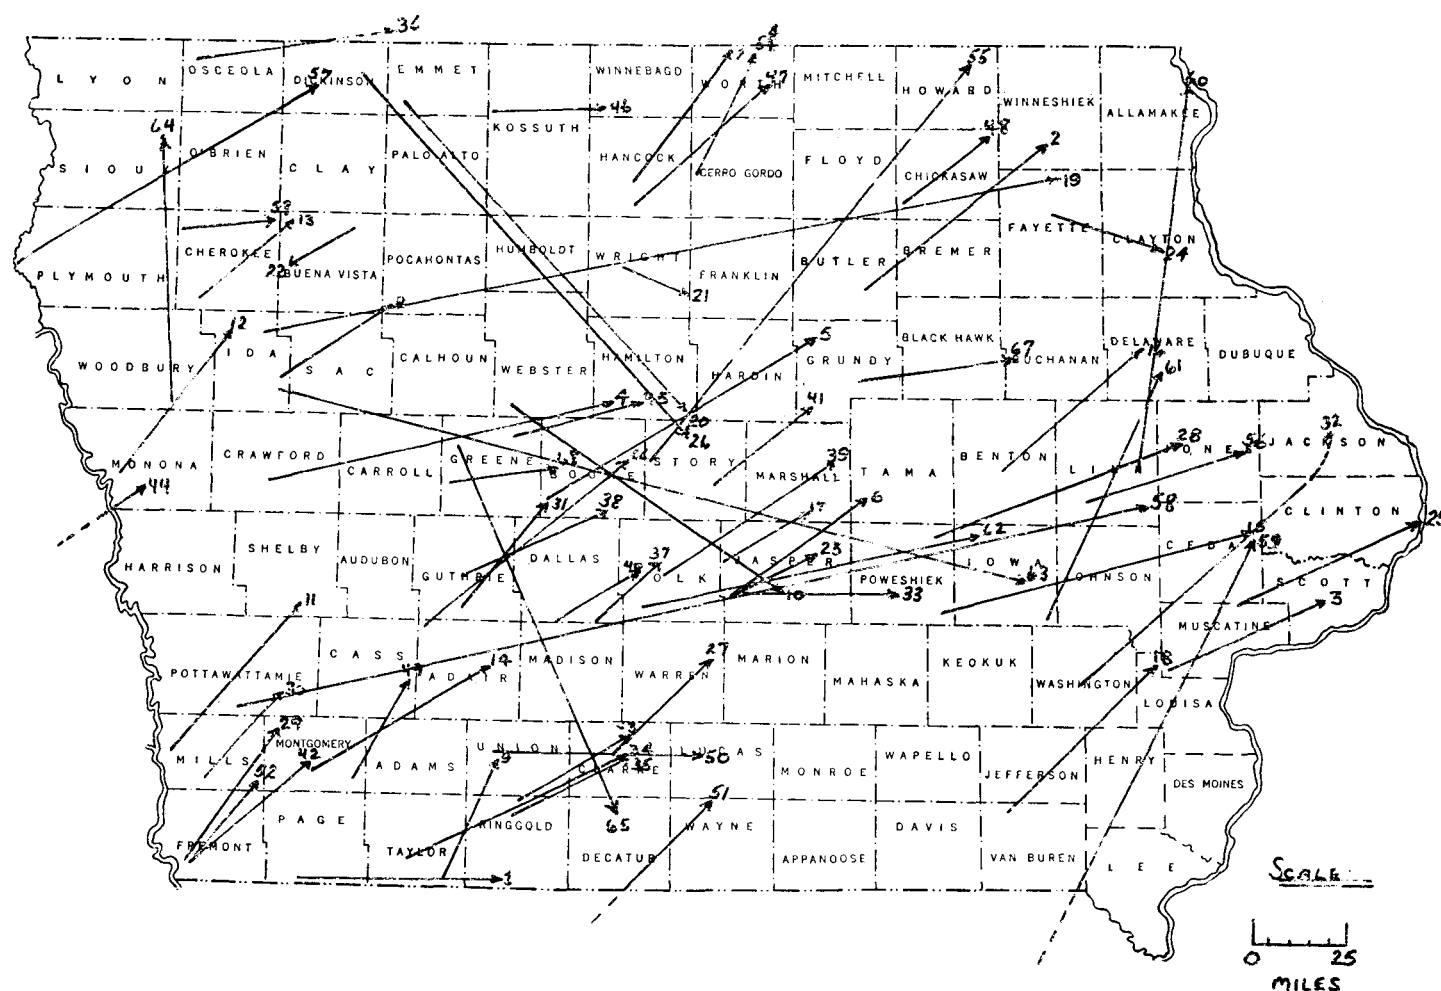 36
LYON
OSCEOLA
57
DICKINSON
EMMET
WINNEBAGO
WORTH
47
MITCHELL
55
HOWARD
WINNESHIEK
ALLAMAKEE
64
46
KOSSUTH
48
2
SIOUX
O'BRIEN
CLAY
PALO ALTO
HANCOCK
CERRO GORDO
FLOYD
CHICKASAW
19
13
CHEROKEE
22
BUENA VISTA
PLYMOUTH
POCAHONTAS
HUMBOLDT
WRIGHT
21
FRANKLIN
BUTLER
BREMER
FAYETTE
CLAYTON
24
12
IDA
WOODBURY
SAC
CALHOUN
WEBSTER
HAMILTON
HARDIN
5
GRUNDY
BLACK HAWK
67
BUCHANAN
DELAWARE
61
DUBUQUE
4
20
26
41
MONONA
44
CRAWFORD
CARROLL
GREENE
BOONE
STORY
MARSHALL
39
TAMA
BENTON
LINN
28
JONES
JACKSON
32
31
38
17
6
62
58
CLINTON
25
HARRISON
SHELBY
AUDUBON
GUTHRIE
DALLAS
37
POLK
JASPER
23
POWESHIEK
IOWA
63
JOHNSON
CEDAR
59
SCOTT
10
33
3
11
MUSCATINE
POTTAWATTAMIE
CASS
ADAIR
14
MADISON
WARREN
27
MARION
MAHASKA
KEOKUK
WASHINGTON
18
LOUISA
29
MILLS
MONTGOMERY
42
52
ADAMS
UNION
9
CLARKE
35
LUCAS
50
MONROE
WAPELLO
JEFFERSON
HENRY
DES MOINES
51
FREMONT
PAGE
TAYLOR
RINGGOLD
65
DECATUR
WAYNE
APPANOOSE
DAVIS
VAN BUREN
LEE
1
SCALE
0 25
MILES